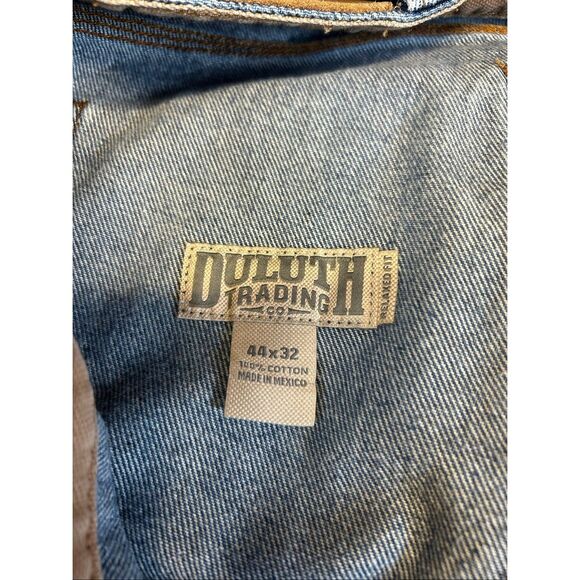 DULUTH
TRADING
CO
RELAXED FIT
44x32
100% COTTON
MADE IN MEXICO